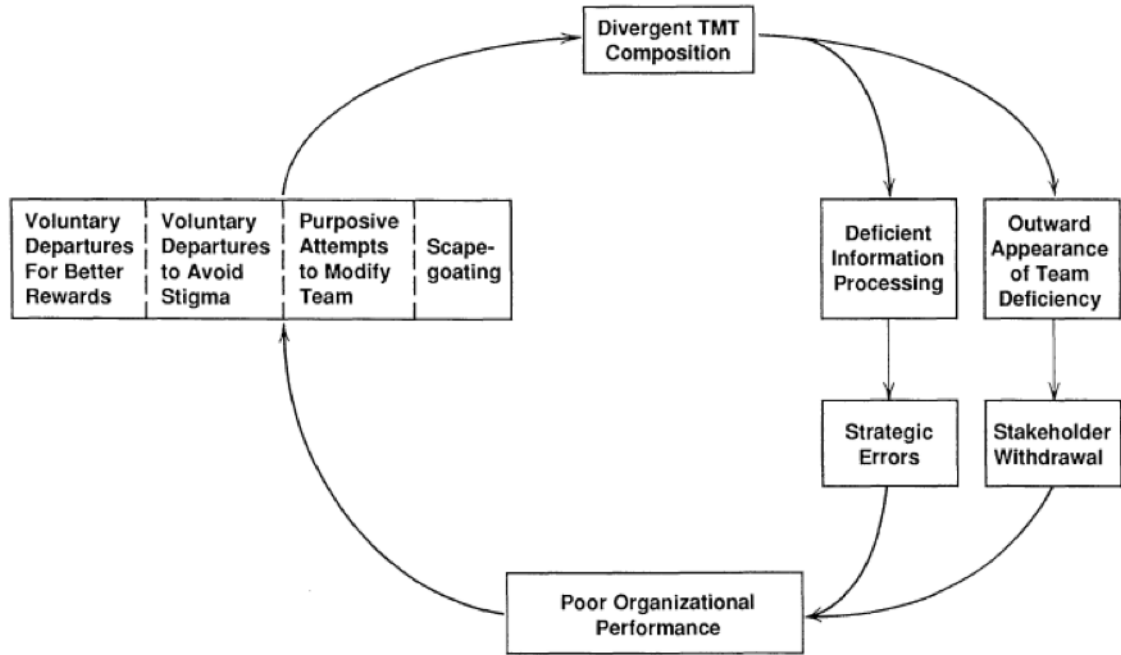 Divergent TMT
Composition
Voluntary
Departures
For Better
Rewards
Voluntary
Departures
to Avoid
Stigma
Purposive
Attempts
to Modify
Team
Scape-
goating
Deficient
Information
Processing
Outward
Appearance
of Team
Deficiency
Strategic
Errors
Stakeholder
Withdrawal
Poor Organizational
Performance